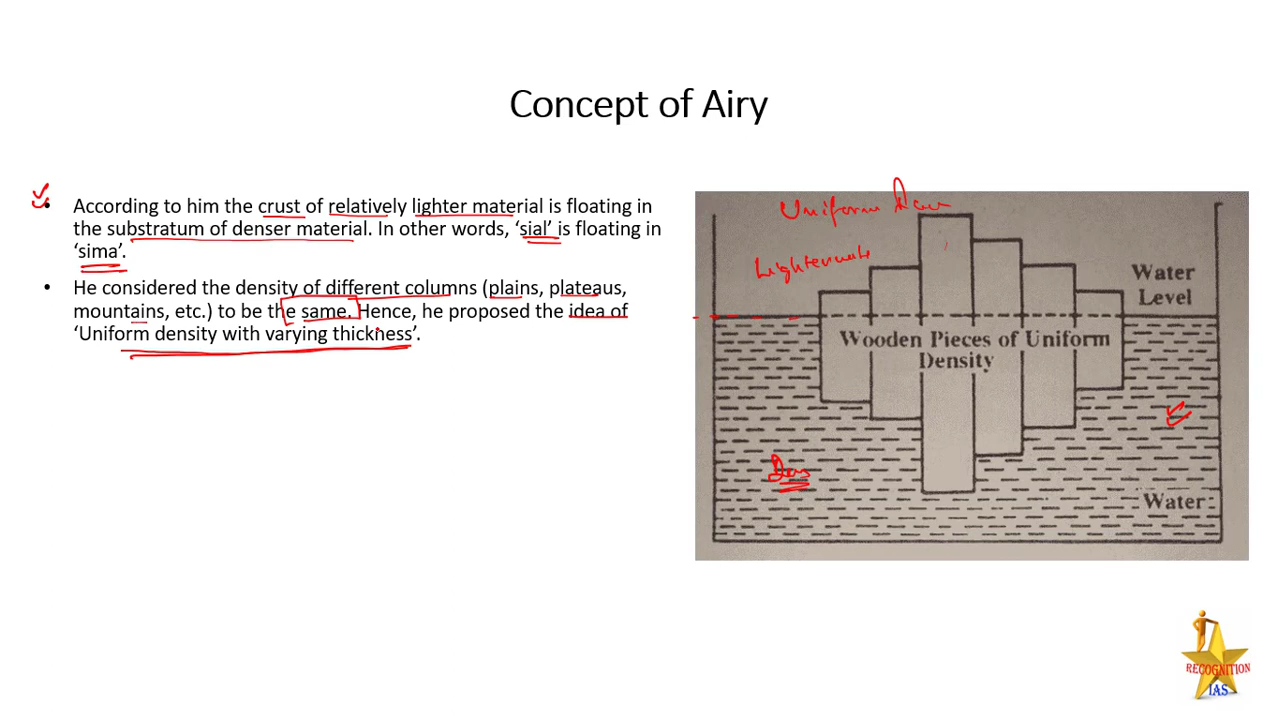 Concept of Airy
• According to him the crust of relatively lighter material is floating in
the substratum of denser material. In other words, ‘sial’ is floating in
‘sima’.
• He considered the density of different columns (plains, plateaus,
mountains, etc.) to be the same. Hence, he proposed the idea of
‘Uniform density with varying thickness’.
Uniform
Water
Level
Wooden Pieces of Uniform
Density
Water
RECOGNITION
IAS